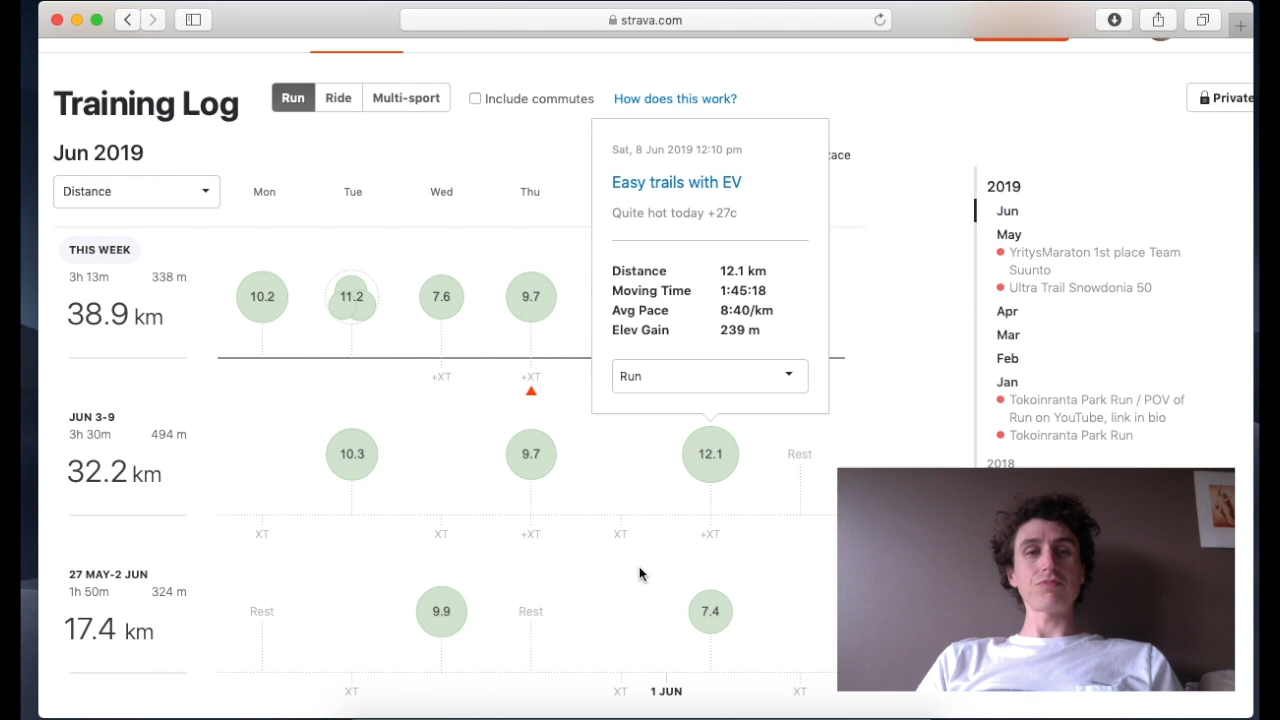 strava.com
Training Log
Run
Ride
Multi-sport
Include commutes
How does this work?
Private
Jun 2019
Distance
Mon
Tue
Wed
Thu
Sat, 8 Jun 2019 12:10 pm
Easy trails with EV
Quite hot today +27c
Distance 12.1 km
Moving Time 1:45:18
Avg Pace 8:40/km
Elev Gain 239 m
Run
THIS WEEK
3h 13m 338 m
38.9 km
10.2
11.2
7.6
9.7
+XT
+XT
JUN 3-9
3h 30m 494 m
32.2 km
10.3
9.7
12.1
Rest
XT
XT
+XT
XT
+XT
27 MAY-2 JUN
1h 50m 324 m
17.4 km
Rest
9.9
Rest
7.4
XT
XT
1 JUN
XT
2019
Jun
May
YritysMaraton 1st place Team
Suunto
Ultra Trail Snowdonia 50
Apr
Mar
Feb
Jan
Tokoinranta Park Run / POV of
Run on YouTube, link in bio
Tokoinranta Park Run
2018